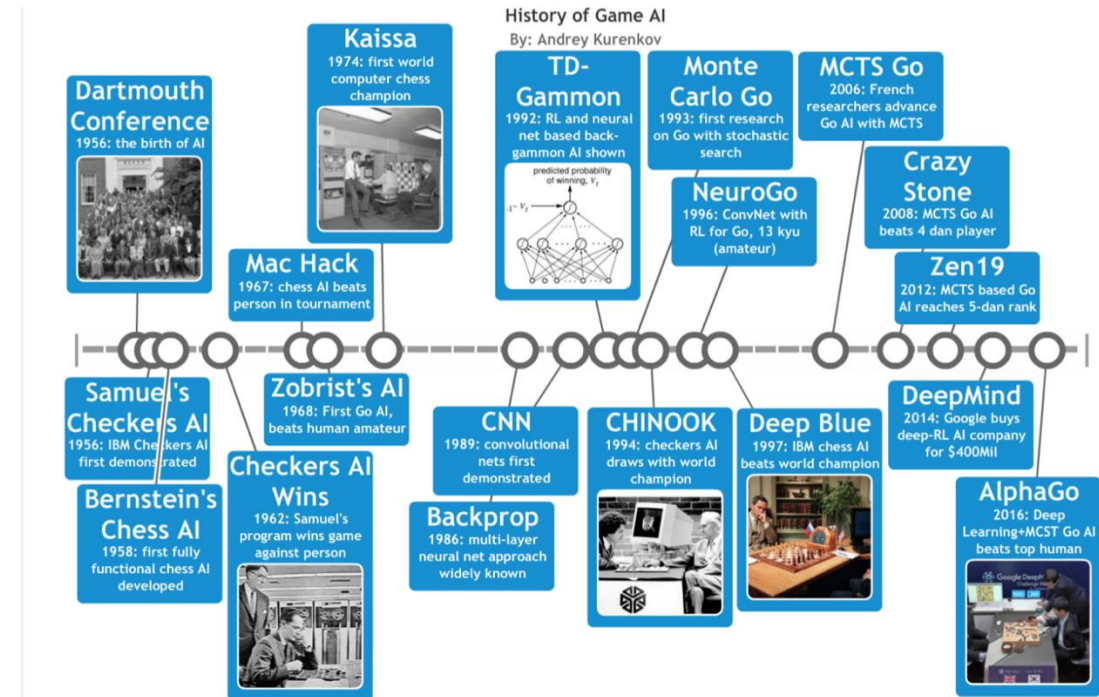 History of Game AI
By: Andrey Kurenkov
Dartmouth
Conference
1956: the birth of AI
Samuel's
Checkers AI
1956: IBM Checkers AI
first demonstrated
Bernstein's
Chess AI
1958: first fully
functional chess AI
developed
Checkers AI
Wins
1962: Samuel's
program wins game
against person
Mac Hack
1967: chess AI beats
person in tournament
Zobrist's AI
1968: First Go AI,
beats human amateur
Kaissa
1974: first world
computer chess
champion
Backprop
1986: multi-layer
neural net approach
widely known
CNN
1989: convolutional
nets first
demonstrated
TD-
Gammon
1992: RL and neural
net based back-
gammon AI shown
predicted probability
of winning, Vt
Monte
Carlo Go
1993: first research
on Go with stochastic
search
CHINOOK
1994: checkers AI
draws with world
champion
NeuroGo
1996: ConvNet with
RL for Go, 13 kyu
(amateur)
Deep Blue
1997: IBM chess AI
beats world champion
MCTS Go
2006: French
researchers advance
Go AI with MCTS
Crazy
Stone
2008: MCTS Go AI
beats 4 dan player
Zen19
2012: MCTS based Go
AI reaches 5-dan rank
DeepMind
2014: Google buys
deep-RL AI company
for $400Mil
AlphaGo
2016: Deep
Learning+MCST Go AI
beats top human
Google